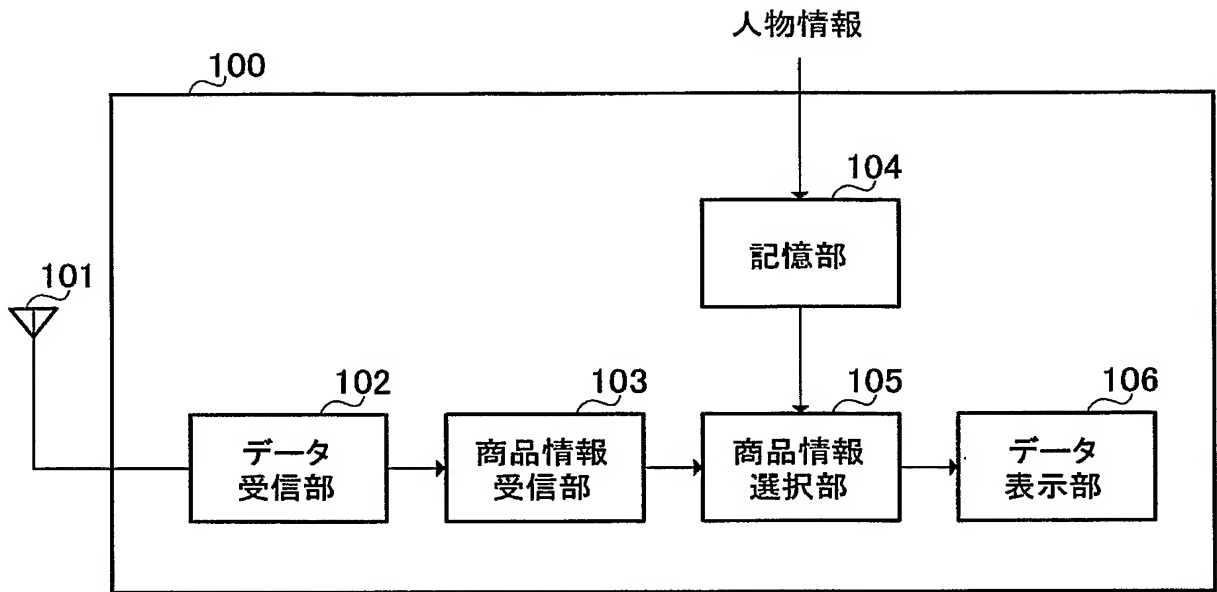 人物情報
100
104
記憶部
101
102
103
105
106
データ
受信部
商品情報
受信部
商品情報
選択部
データ
表示部